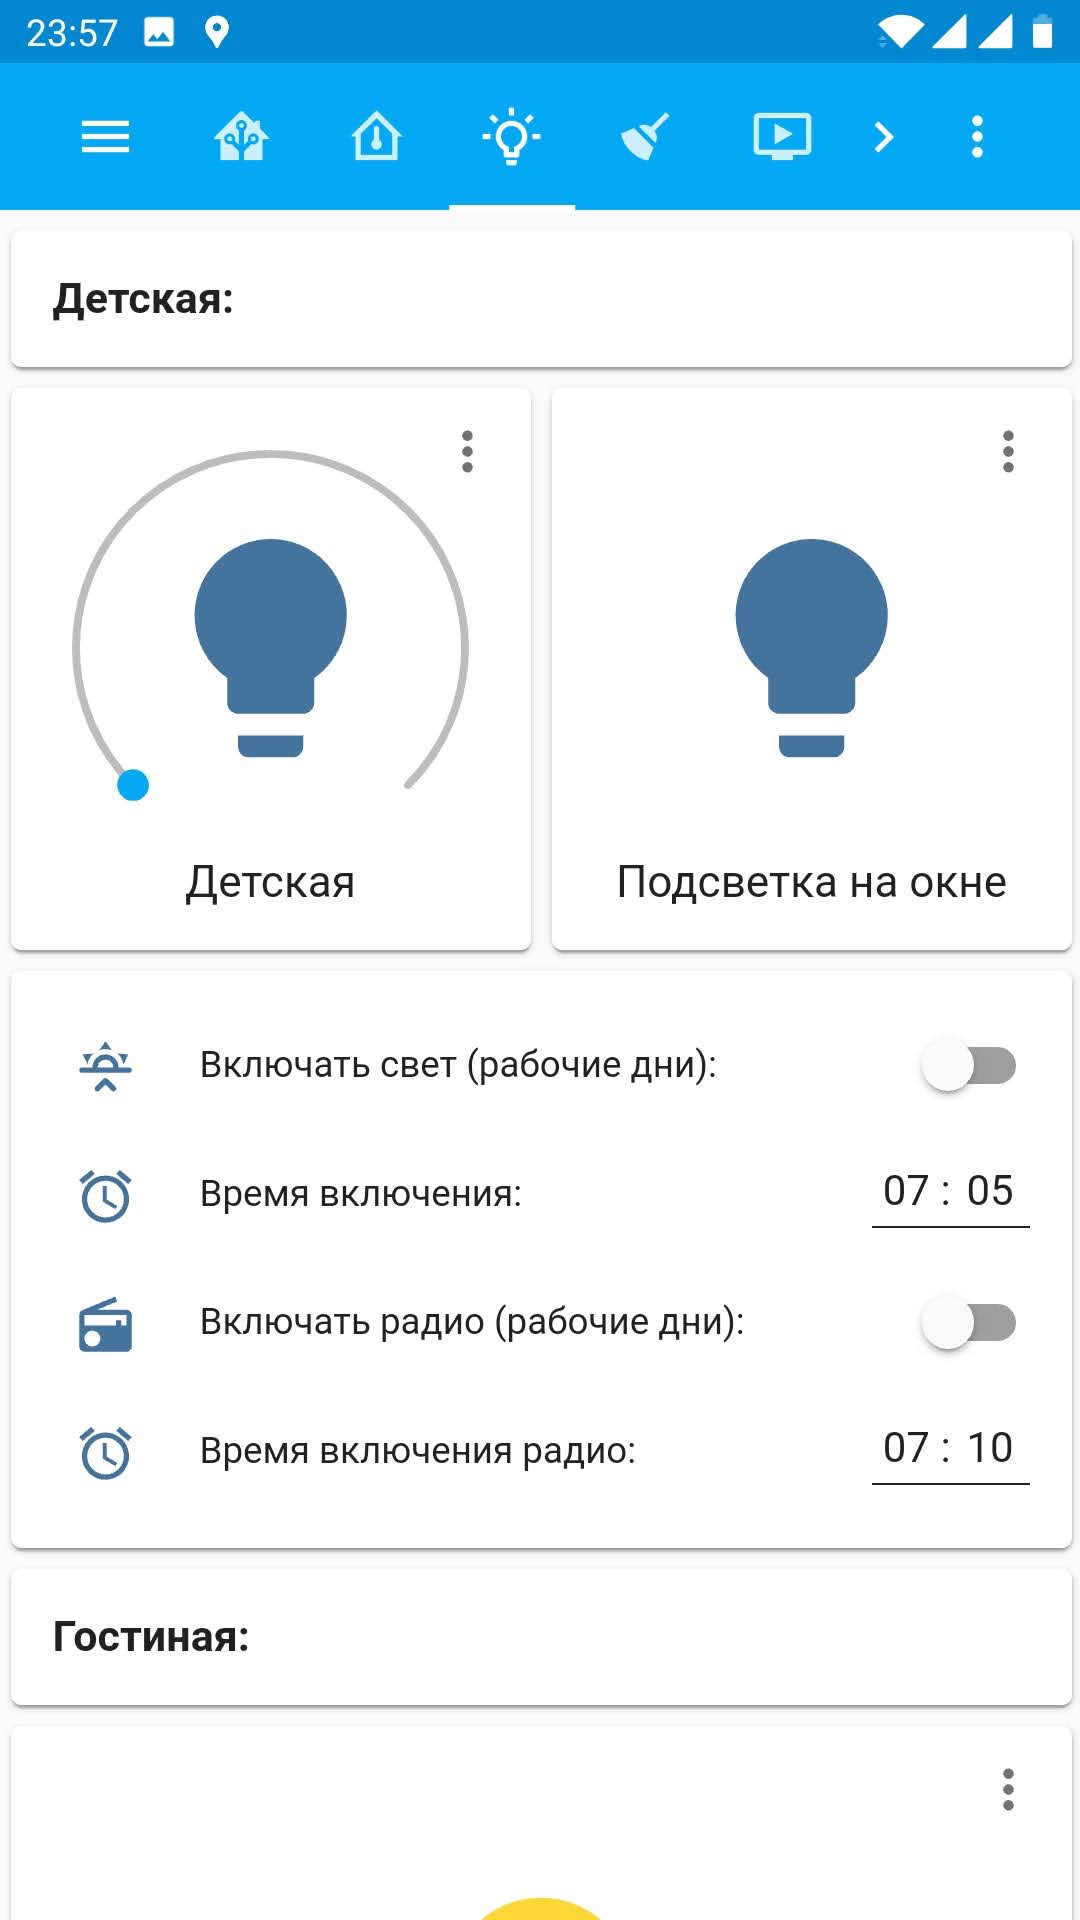 23:57
Детская:
Детская
Подсветка на окне
Включать свет (рабочие дни):
Время включения: 07 : 05
Включать радио (рабочие дни):
Время включения радио: 07 : 10
Гостиная: